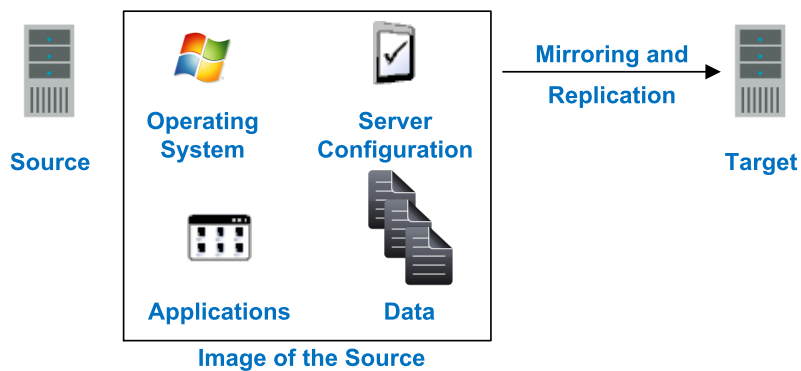 Source
Operating
System
Server
Configuration
Applications
Data
Image of the Source
Mirroring and
Replication
Target